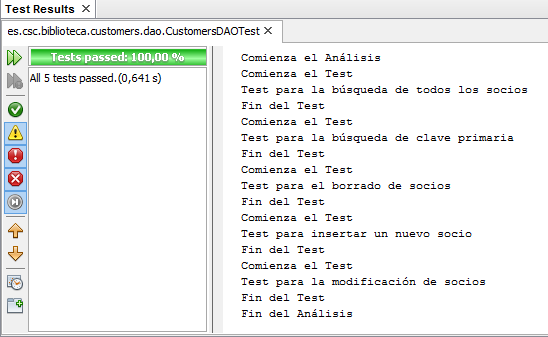 Test Results
es.csc.biblioteca.customers.dao.CustomersDAOTest
Tests passed: 100,00 %
All 5 tests passed.(0,641 s)
Comienza el Análisis
Comienza el Test
Test para la búsqueda de todos los socios
Fin del Test
Comienza el Test
Test para la búsqueda de clave primaria
Fin del Test
Comienza el Test
Test para el borrado de socios
Fin del Test
Comienza el Test
Test para insertar un nuevo socio
Fin del Test
Comienza el Test
Test para la modificación de socios
Fin del Test
Fin del Análisis